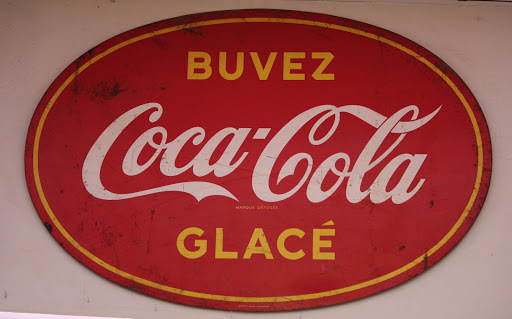 BUVEZ
Coca-Cola
MARQUE DÉPOSÉE
GLACÉ